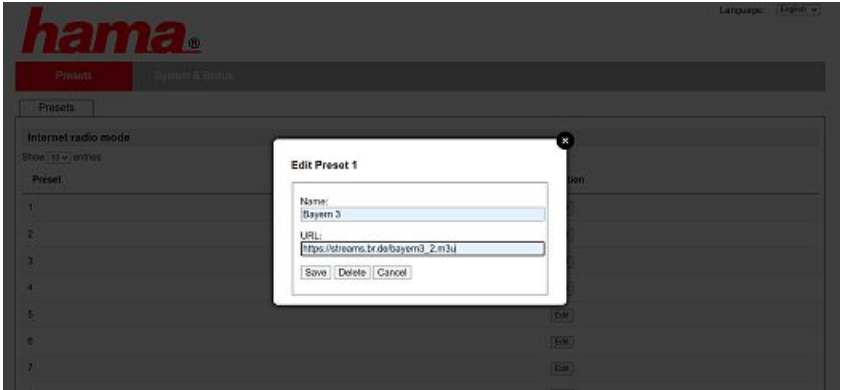 Language: English
hama®
Presets System & Status
Presets
Internet radio mode
Show 10 entries
Preset
1
2
3
4
5 Edit
6 Edit
7 Edit
Edit Preset 1
Name:
Bayern 3
URL:
https://streams.br.de/bayern3_2.m3u
Save Delete Cancel